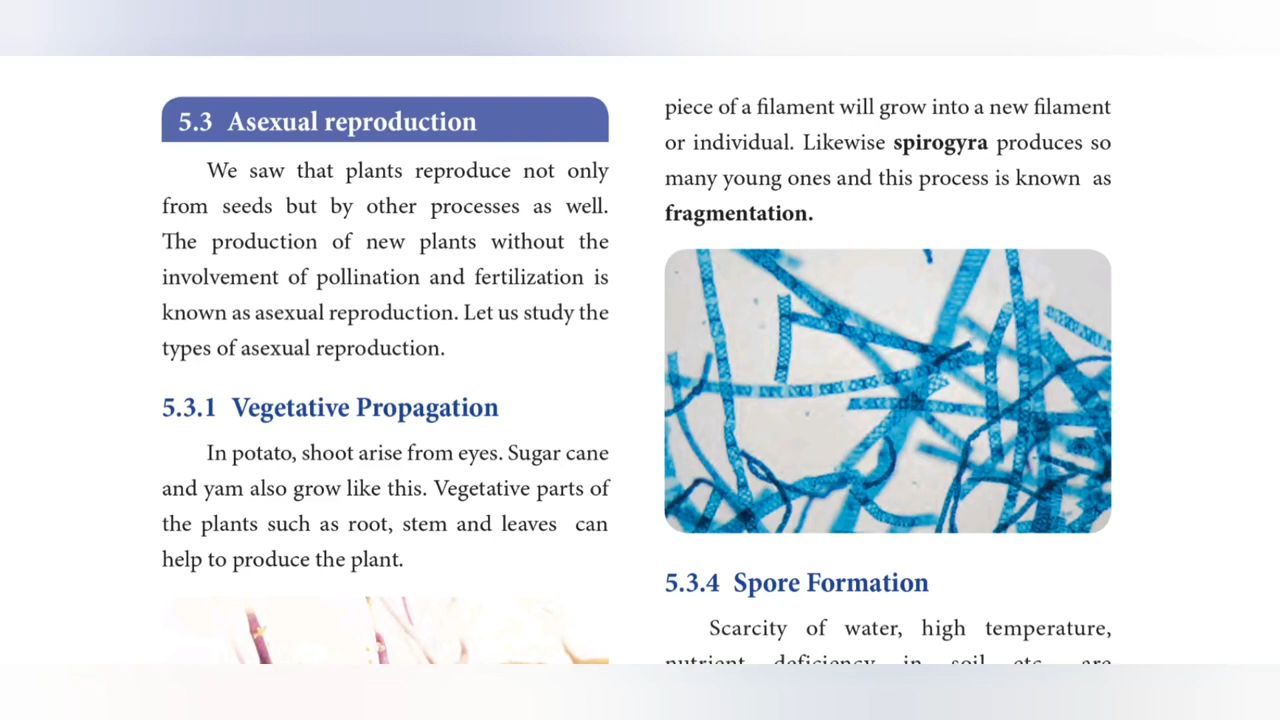 5.3 Asexual reproduction
We saw that plants reproduce not only
from seeds but by other processes as well.
The production of new plants without the
involvement of pollination and fertilization is
known as asexual reproduction. Let us study the
types of asexual reproduction.
5.3.1 Vegetative Propagation
In potato, shoot arise from eyes. Sugar cane
and yam also grow like this. Vegetative parts of
the plants such as root, stem and leaves can
help to produce the plant.
piece of a filament will grow into a new filament
or individual. Likewise spirogyra produces so
many young ones and this process is known as
fragmentation.
5.3.4 Spore Formation
Scarcity of water, high temperature,
nutrient deficiency in soil etc. are